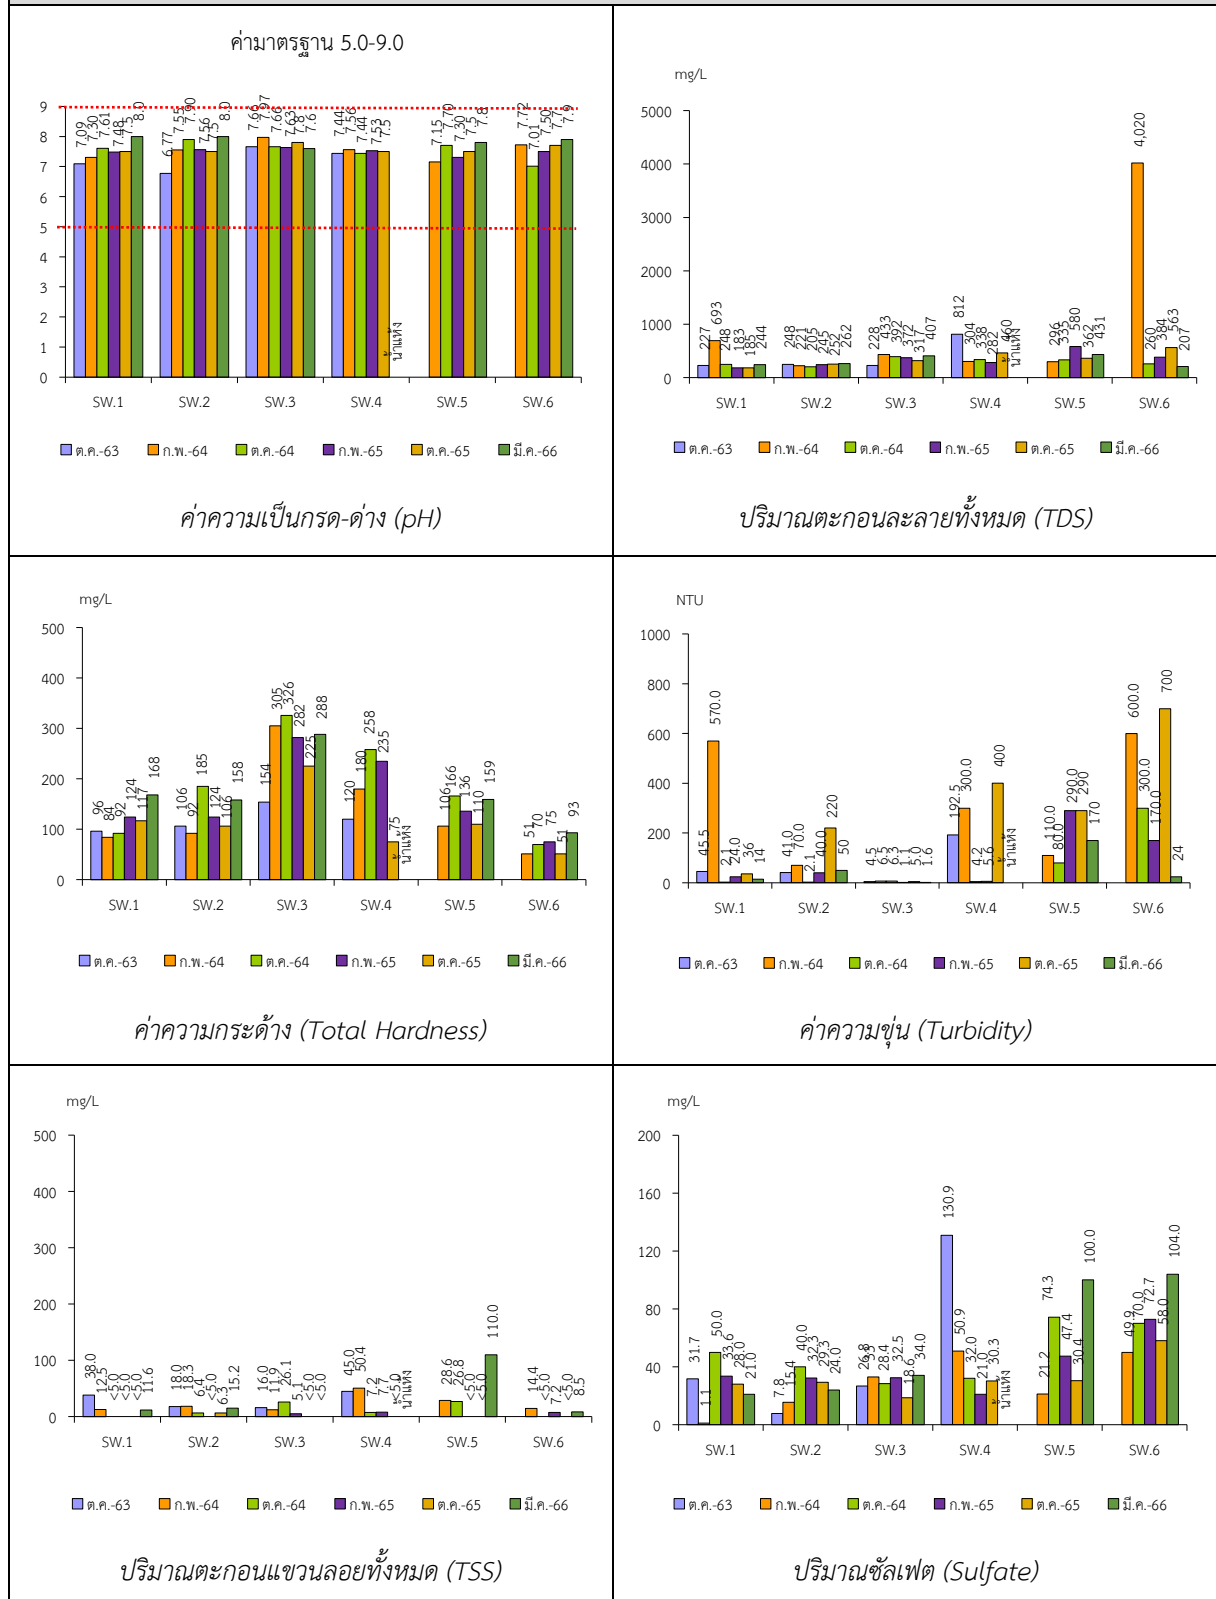 ค่ามาตรฐาน 5.0-9.0
9
8
7
6
5
4
3
2
1
0
7.09 7.30 7.61 7.48 7.5 8.0
6.77 7.55 7.90 7.56 7.5 8.0
7.66 7.97 7.66 7.63 7.8 7.6
7.44 7.56 7.44 7.53 7.5 น้ำแห้ง
7.15 7.70 7.30 7.5 7.8
7.72 7.01 7.50 7.7 7.9
SW.1 SW.2 SW.3 SW.4 SW.5 SW.6
ต.ค.-63 ก.พ.-64 ต.ค.-64 ก.พ.-65 ต.ค.-65 มี.ค.-66
ค่าความเป็นกรด-ด่าง (pH)
mg/L
5000
4000
3000
2000
1000
0
227 693 248 183 185 244
248 221 205 245 252 262
228 433 392 372 317 407
812 304 338 282 460 น้ำแห้ง
296 335 580 362 431
4,020 260 384 563 207
SW.1 SW.2 SW.3 SW.4 SW.5 SW.6
ต.ค.-63 ก.พ.-64 ต.ค.-64 ก.พ.-65 ต.ค.-65 มี.ค.-66
ปริมาณตะกอนละลายทั้งหมด (TDS)
mg/L
500
400
300
200
100
0
96 84 92 124 117 168
106 92 185 124 106 158
154 305 326 282 225 288
120 180 258 235 75 น้ำแห้ง
106 166 136 110 159
51 70 75 51 93
SW.1 SW.2 SW.3 SW.4 SW.5 SW.6
ต.ค.-63 ก.พ.-64 ต.ค.-64 ก.พ.-65 ต.ค.-65 มี.ค.-66
ค่าความกระด้าง (Total Hardness)
NTU
1000
800
600
400
200
0
45.5 570.0 2.1 24.0 36 14
41.0 70.0 2.1 40.0 220 50
4.5 6.5 6.3 1.1 5.0 1.6
192.5 300.0 4.2 5.6 400 น้ำแห้ง
110.0 80.0 290.0 290 170
600.0 300.0 170.0 700 24
SW.1 SW.2 SW.3 SW.4 SW.5 SW.6
ต.ค.-63 ก.พ.-64 ต.ค.-64 ก.พ.-65 ต.ค.-65 มี.ค.-66
ค่าความขุ่น (Turbidity)
mg/L
500
400
300
200
100
0
38.0 12.5 <5.0 <5.0 <5.0 11.6
18.0 18.3 6.4 <5.0 6.3 15.2
16.0 11.9 26.1 5.1 <5.0 <5.0
45.0 50.4 7.2 7.7 <5.0 น้ำแห้ง
28.6 26.8 <5.0 <5.0 110.0
14.4 <5.0 7.2 <5.0 8.5
SW.1 SW.2 SW.3 SW.4 SW.5 SW.6
ต.ค.-63 ก.พ.-64 ต.ค.-64 ก.พ.-65 ต.ค.-65 มี.ค.-66
ปริมาณตะกอนแขวนลอยทั้งหมด (TSS)
mg/L
200
160
120
80
40
0
31.7 1.1 50.0 33.6 28.0 21.0
7.8 15.4 40.0 32.3 29.3 24.0
26.8 33 28.4 32.5 18.6 34.0
130.9 50.9 32.0 21.0 30.3 น้ำแห้ง
21.2 74.3 47.4 30.4 100.0
49.9 70.0 72.7 58.0 104.0
SW.1 SW.2 SW.3 SW.4 SW.5 SW.6
ต.ค.-63 ก.พ.-64 ต.ค.-64 ก.พ.-65 ต.ค.-65 มี.ค.-66
ปริมาณซัลเฟต (Sulfate)